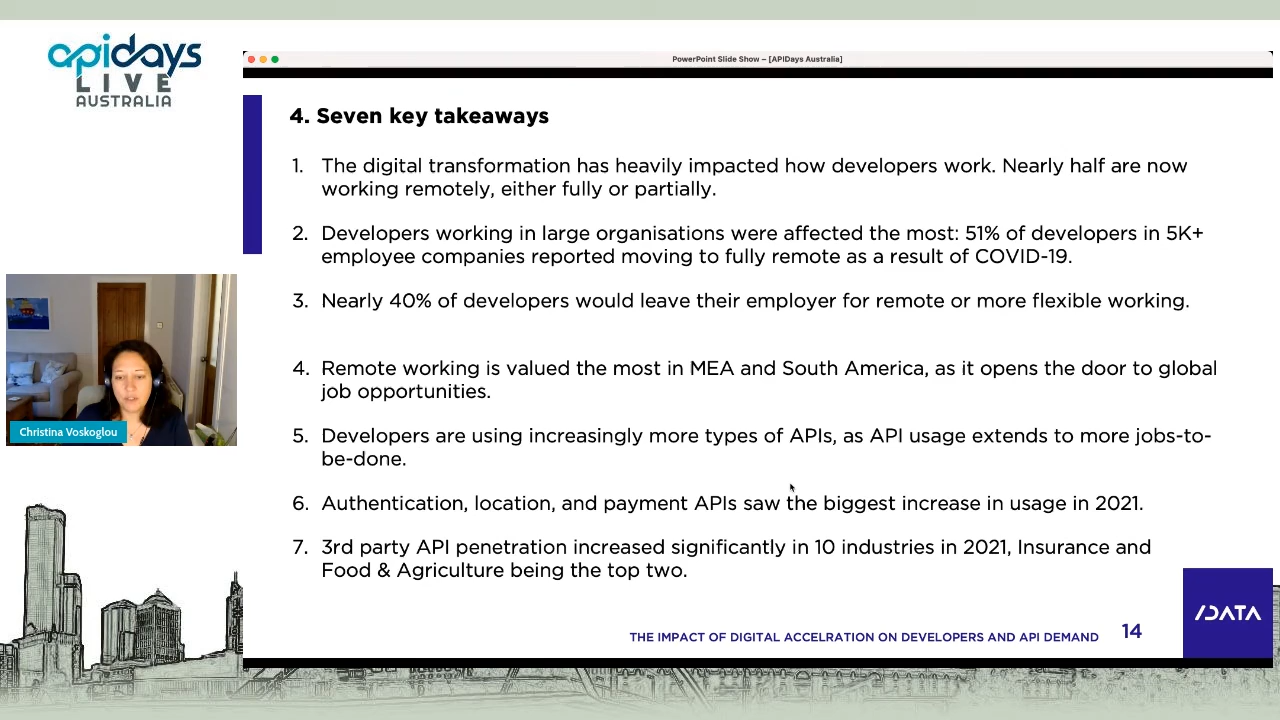 apidays
LIVE
AUSTRALIA
PowerPoint Slide Show – [APIDays Australia]
4. Seven key takeaways
1. The digital transformation has heavily impacted how developers work. Nearly half are now
working remotely, either fully or partially.
2. Developers working in large organisations were affected the most: 51% of developers in 5K+
employee companies reported moving to fully remote as a result of COVID-19.
3. Nearly 40% of developers would leave their employer for remote or more flexible working.
4. Remote working is valued the most in MEA and South America, as it opens the door to global
job opportunities.
5. Developers are using increasingly more types of APIs, as API usage extends to more jobs-to-
be-done.
6. Authentication, location, and payment APIs saw the biggest increase in usage in 2021.
7. 3rd party API penetration increased significantly in 10 industries in 2021, Insurance and
Food & Agriculture being the top two.
Christina Voskoglou
THE IMPACT OF DIGITAL ACCELRATION ON DEVELOPERS AND API DEMAND 14
/DATA